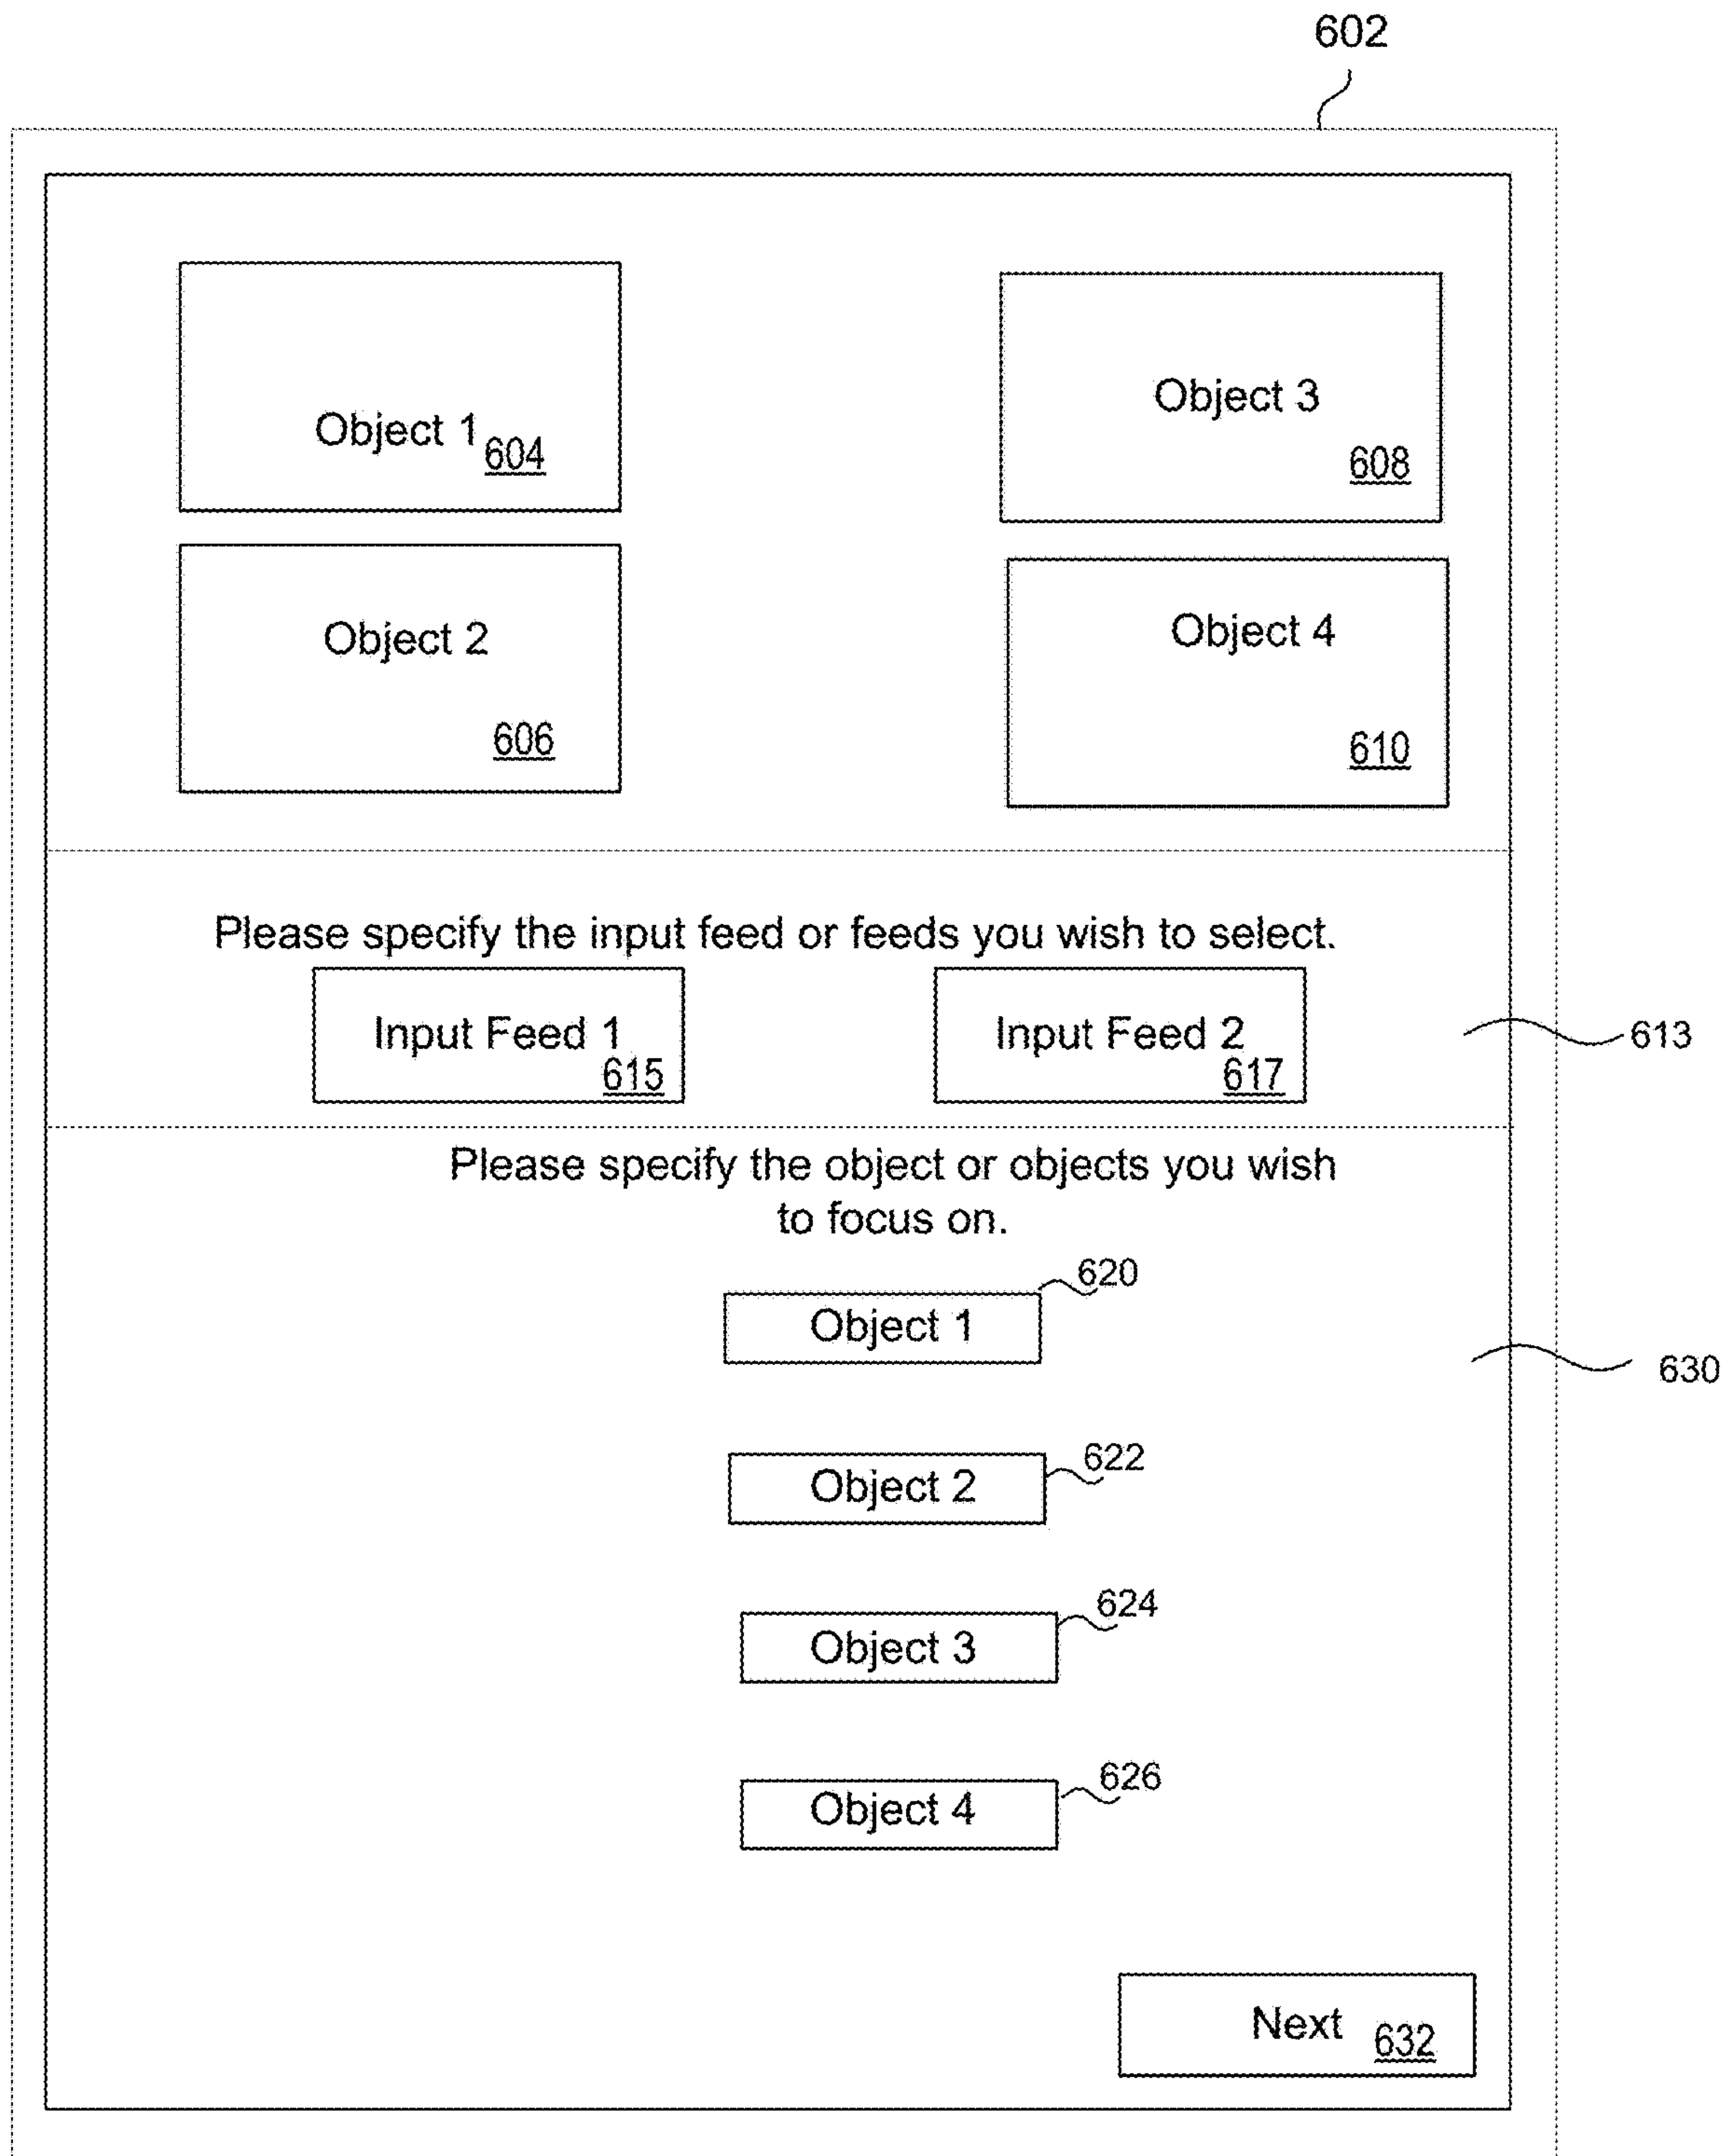 602
Object 1
604
Object 3
608
Object 2
606
Object 4
610
Please specify the input feed or feeds you wish to select.
Input Feed 1
615
Input Feed 2
617
613
Please specify the object or objects you wish
to focus on.
620
Object 1
630
622
Object 2
624
Object 3
626
Object 4
Next
632